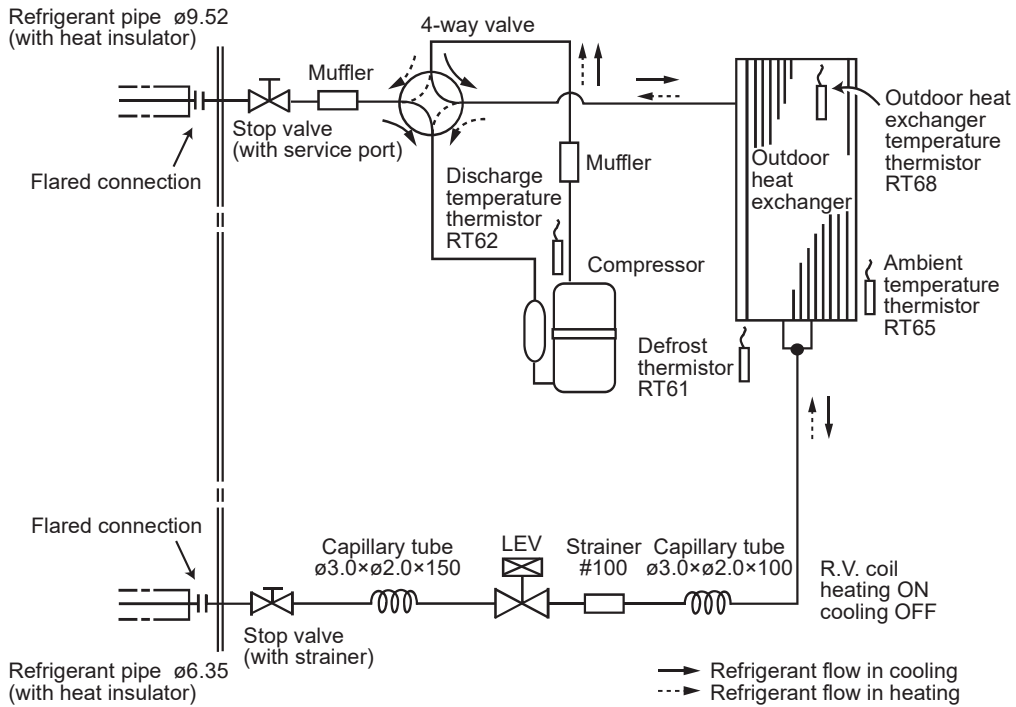 Refrigerant pipe ø9.52
(with heat insulator)
4-way valve
Muffler
Stop valve
(with service port)
Flared connection
Discharge
temperature
thermistor
RT62
Muffler
Compressor
Outdoor
heat
exchanger
Outdoor heat
exchanger
temperature
thermistor
RT68
Ambient
temperature
thermistor
RT65
Defrost
thermistor
RT61
Flared connection
Capillary tube
ø3.0×ø2.0×150
LEV
Strainer
#100
Capillary tube
ø3.0×ø2.0×100
R.V. coil
heating ON
cooling OFF
Stop valve
(with strainer)
Refrigerant pipe ø6.35
(with heat insulator)
Refrigerant flow in cooling
Refrigerant flow in heating